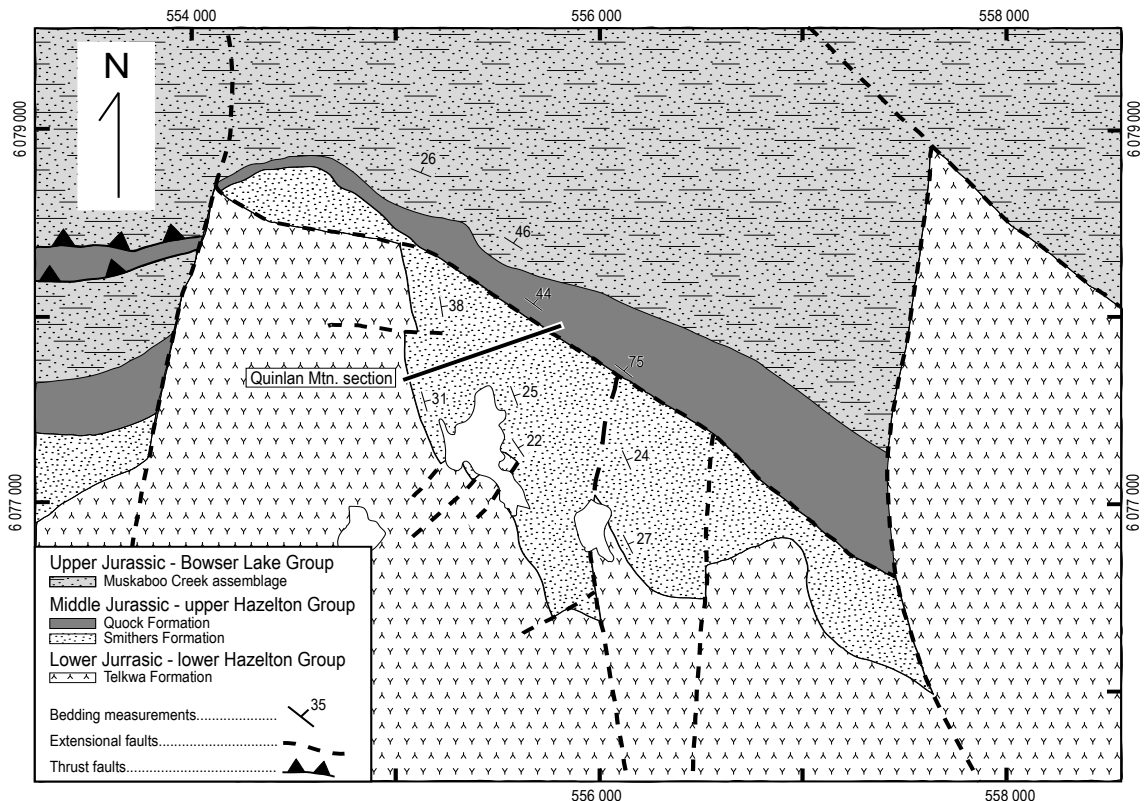 554 000
556 000
558 000
N
6 079 000
6 079 000
26
46
44
38
75
Quinlan Mtn. section
31
25
22
24
27
6 077 000
6 077 000
Upper Jurassic - Bowser Lake Group
Muskaboo Creek assemblage
Middle Jurassic - upper Hazelton Group
Quock Formation
Smithers Formation
Lower Jurrasic - lower Hazelton Group
Telkwa Formation
Bedding measurements..................... 35
Extensional faults.............................
Thrust faults....................................
556 000
558 000